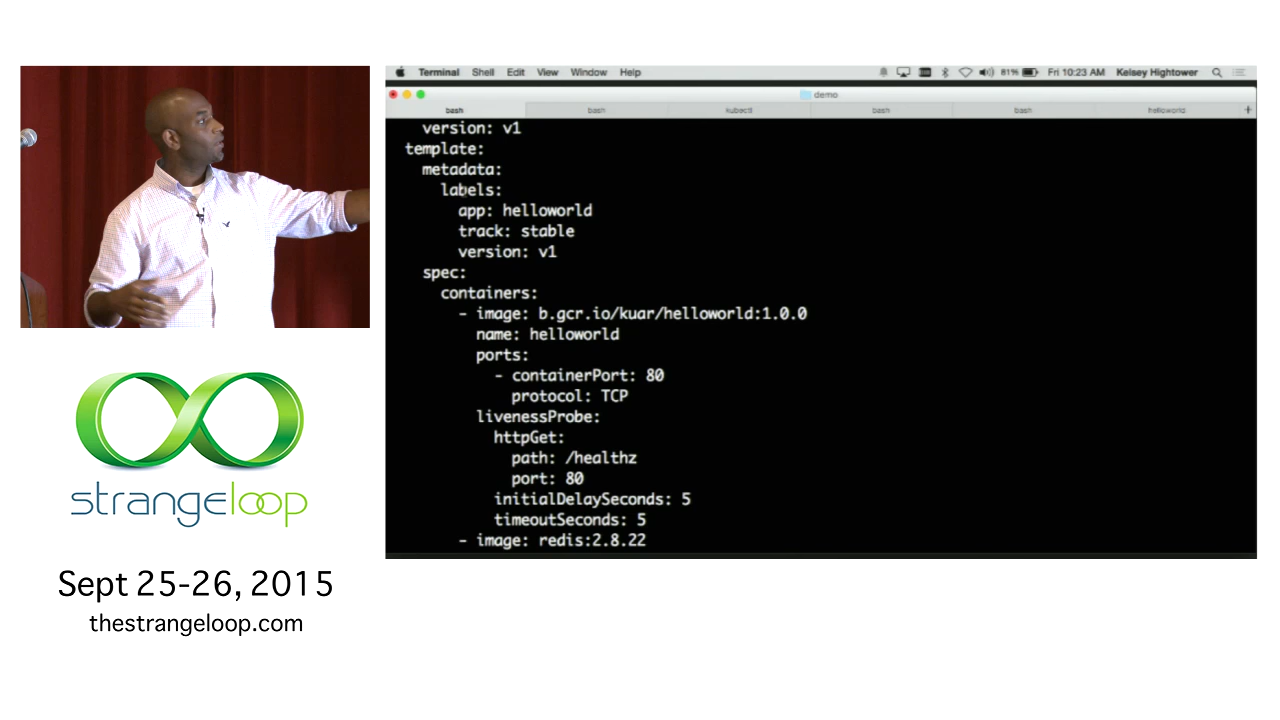 Terminal Shell Edit View Window Help 81% Fri 10:23 AM Kelsey Hightower
demo
bash bash kubectl bash bash helloworld +
version: v1
template:
metadata:
labels:
app: helloworld
track: stable
version: v1
spec:
containers:
- image: b.gcr.io/kuar/helloworld:1.0.0
name: helloworld
ports:
- containerPort: 80
protocol: TCP
livenessProbe:
httpGet:
path: /healthz
port: 80
initialDelaySeconds: 5
timeoutSeconds: 5
- image: redis:2.8.22
strangeloop
Sept 25-26, 2015
thestrangeloop.com